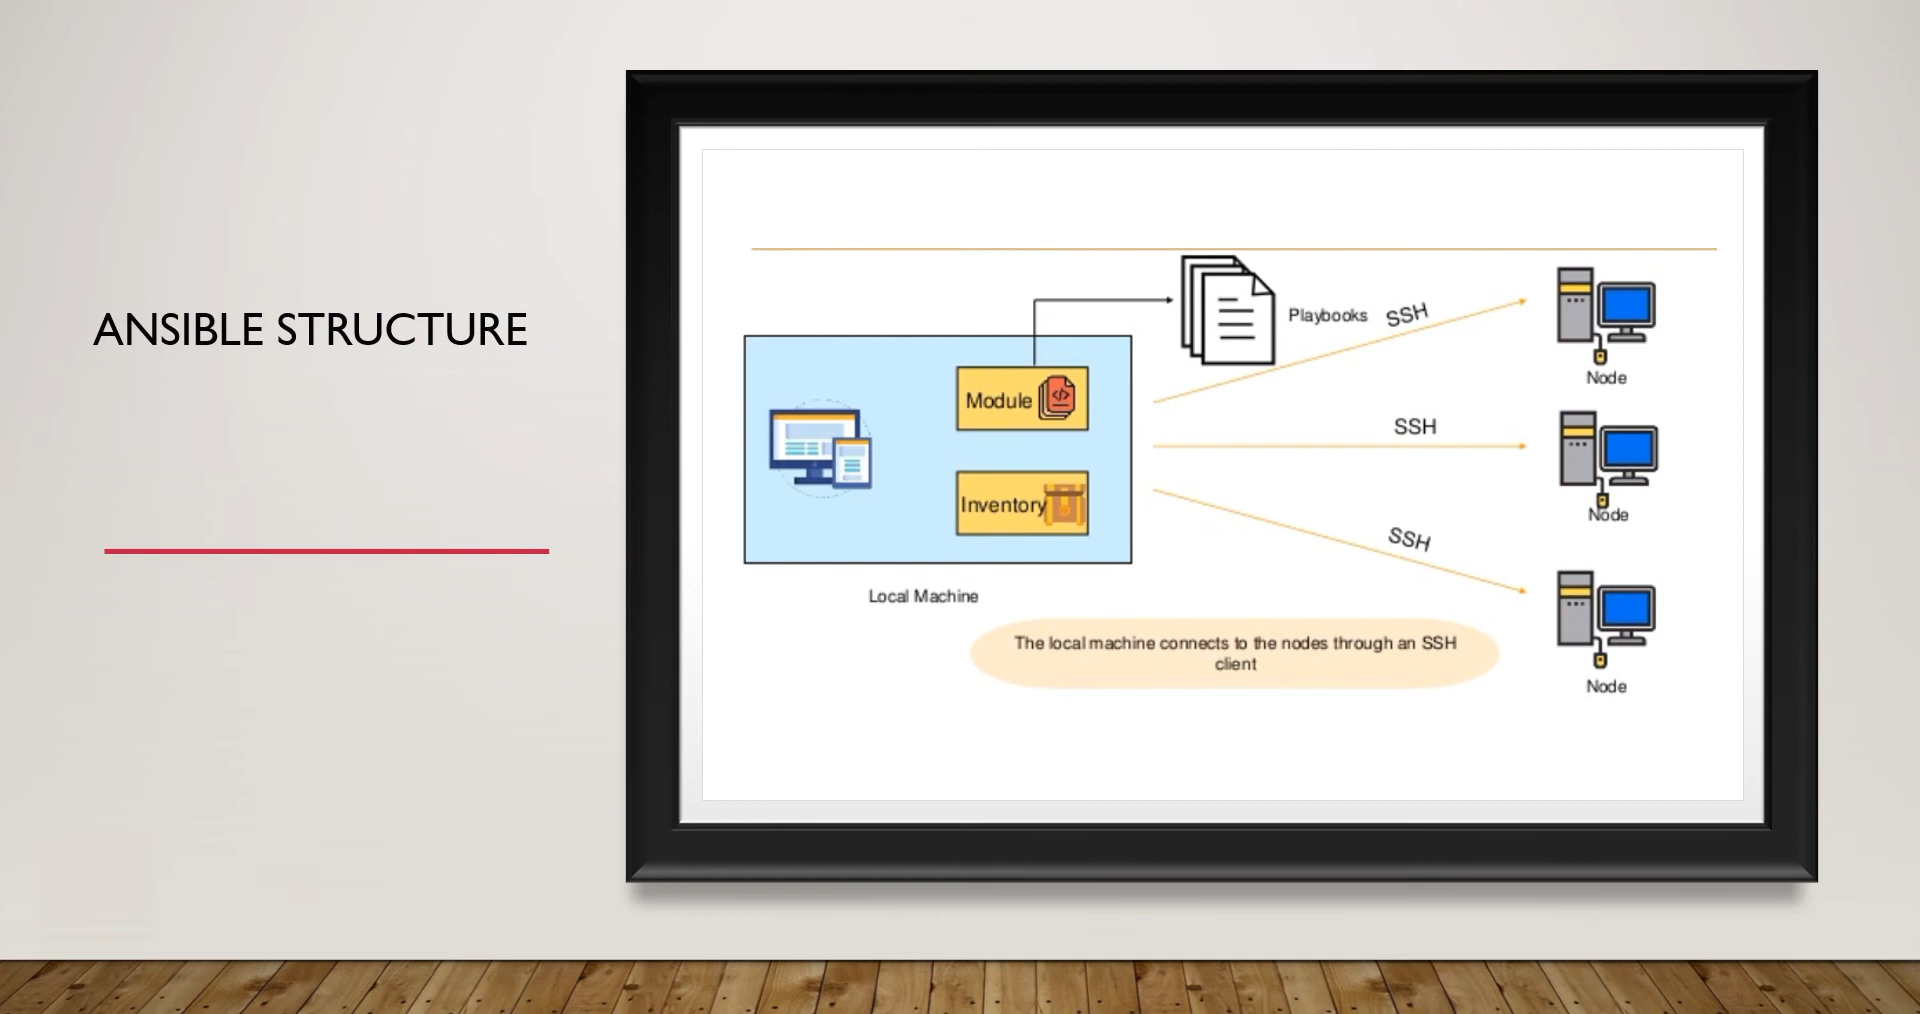 ANSIBLE STRUCTURE
Playbooks
SSH
Node
Module
SSH
Node
Inventory
SSH
Local Machine
The local machine connects to the nodes through an SSH
client
Node